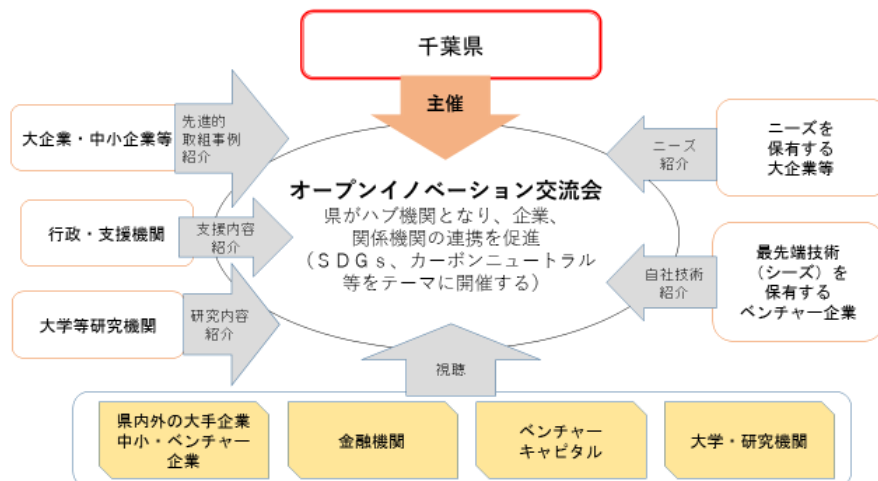 千葉県
主催
大企業・中小企業等
先進的
取組事例
紹介
ニーズ
紹介
ニーズを
保有する
大企業等
オープンイノベーション交流会
県がハブ機関となり、企業、
関係機関の連携を促進
（ＳＤＧｓ、カーボンニュートラル
等をテーマに開催する）
行政・支援機関
支援内容
紹介
自社技術
紹介
最先端技術
（シーズ）を
保有する
ベンチャー企業
大学等研究機関
研究内容
紹介
視聴
県内外の大手企業
中小・ベンチャー
企業
金融機関
ベンチャー
キャピタル
大学・研究機関